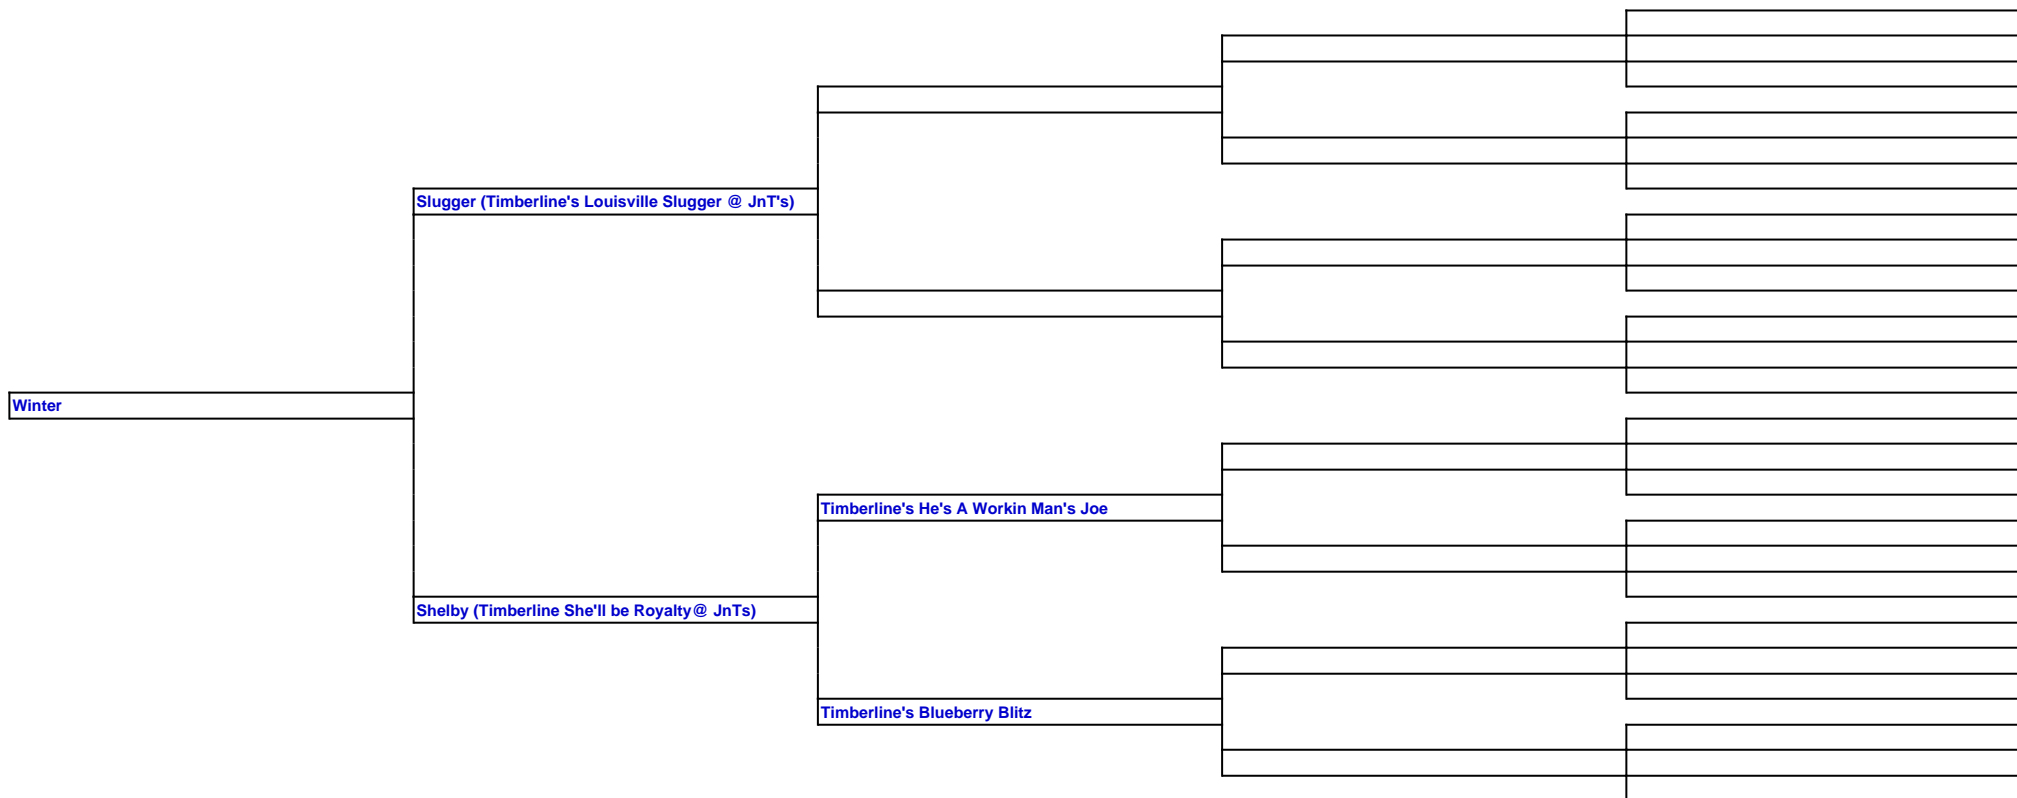 Slugger (Timberline's Louisville Slugger @ JnT's)
Winter
Timberline's He's A Workin Man's Joe
Shelby (Timberline She'll be Royalty@ JnTs)
Timberline's Blueberry Blitz